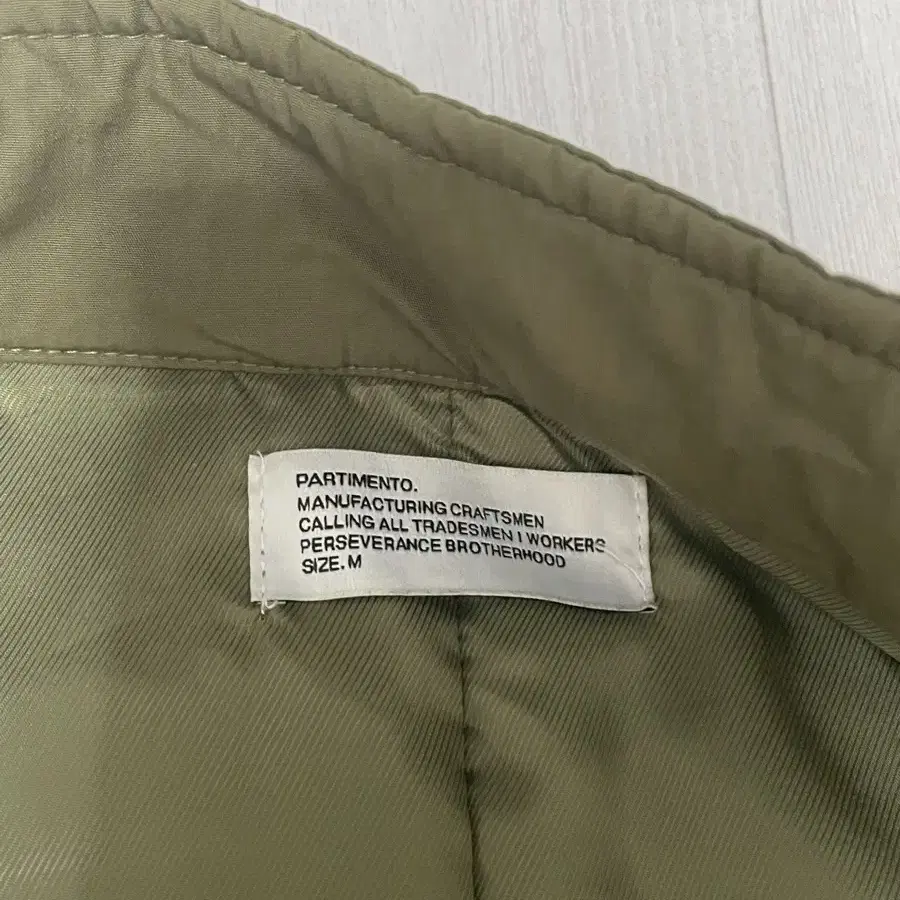 PARTIMENTO.
MANUFACTURING CRAFTSMEN
CALLING ALL TRADESMEN I WORKERS
PERSEVERANCE BROTHERHOOD
SIZE. M